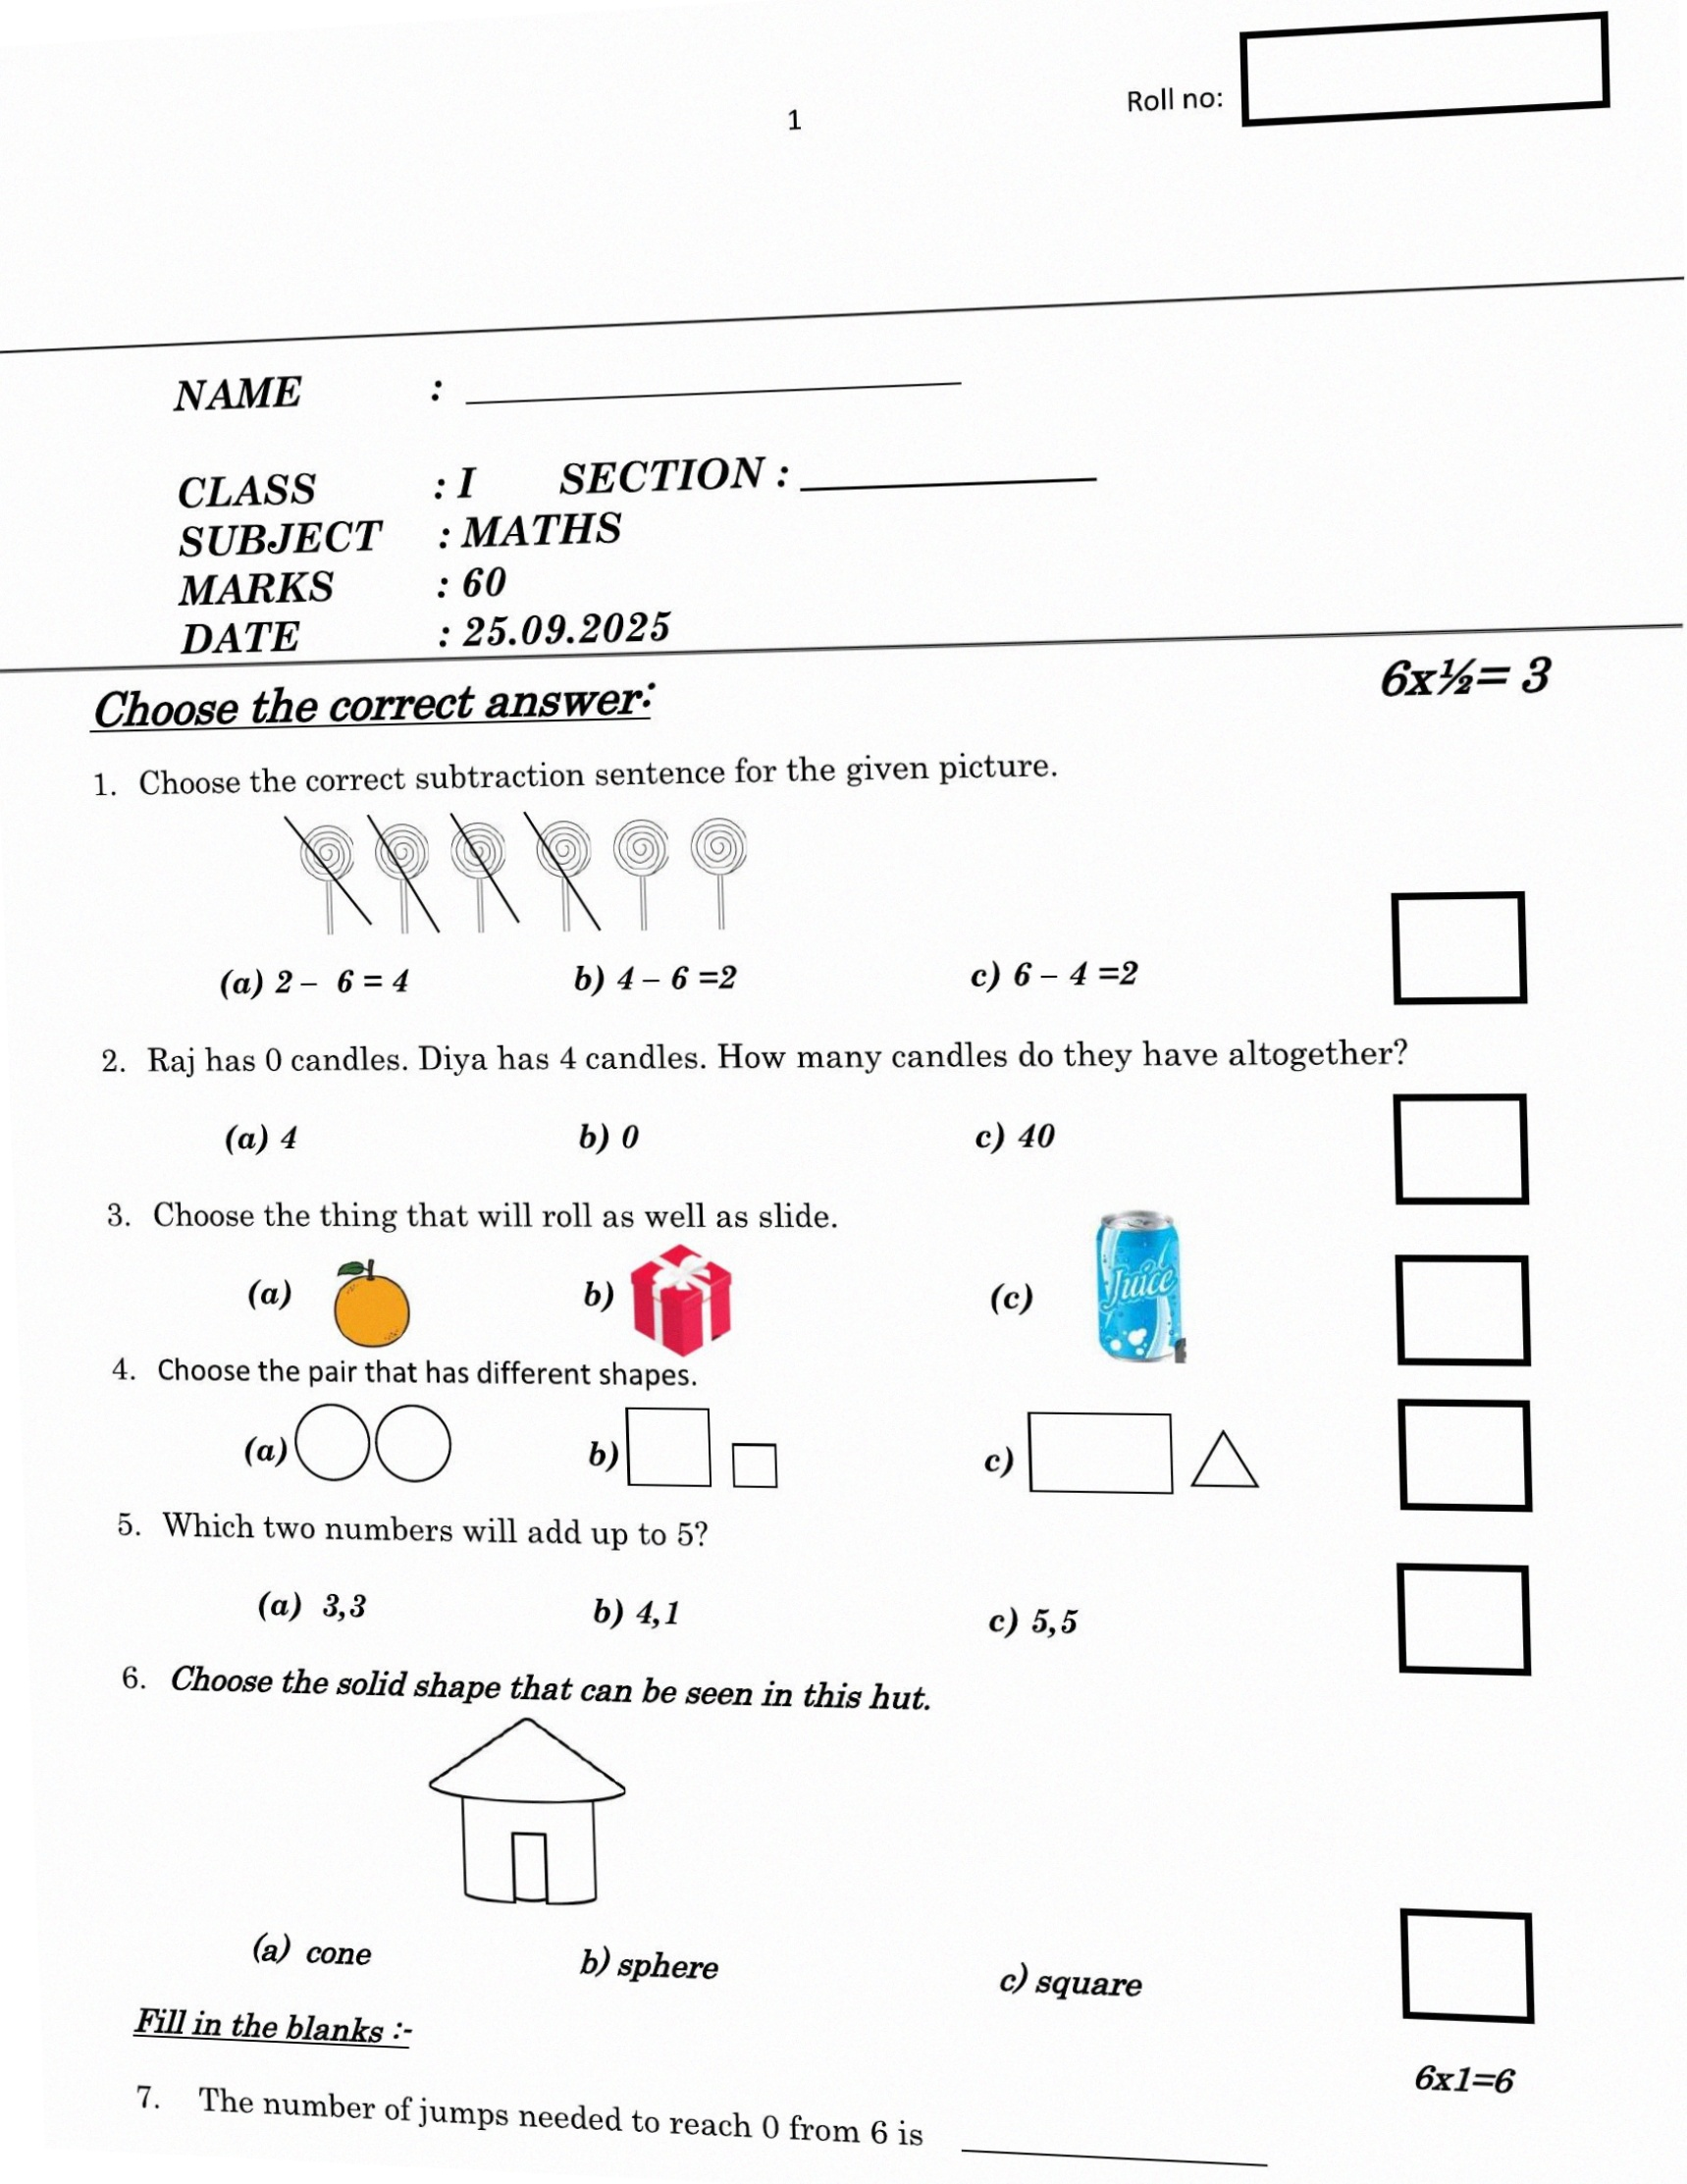 Roll no:
1
NAME :
CLASS : I SECTION :
SUBJECT : MATHS
MARKS : 60
DATE : 25.09.2025
Choose the correct answer: 6x½= 3
1. Choose the correct subtraction sentence for the given picture.
(a) 2 – 6 = 4 b) 4 – 6 =2 c) 6 – 4 =2
2. Raj has 0 candles. Diya has 4 candles. How many candles do they have altogether?
(a) 4 b) 0 c) 40
3. Choose the thing that will roll as well as slide.
(a) b) (c) Juice
4. Choose the pair that has different shapes.
(a) b) c)
5. Which two numbers will add up to 5?
(a) 3,3 b) 4,1 c) 5,5
6. Choose the solid shape that can be seen in this hut.
(a) cone b) sphere c) square
Fill in the blanks :-
6x1=6
7. The number of jumps needed to reach 0 from 6 is